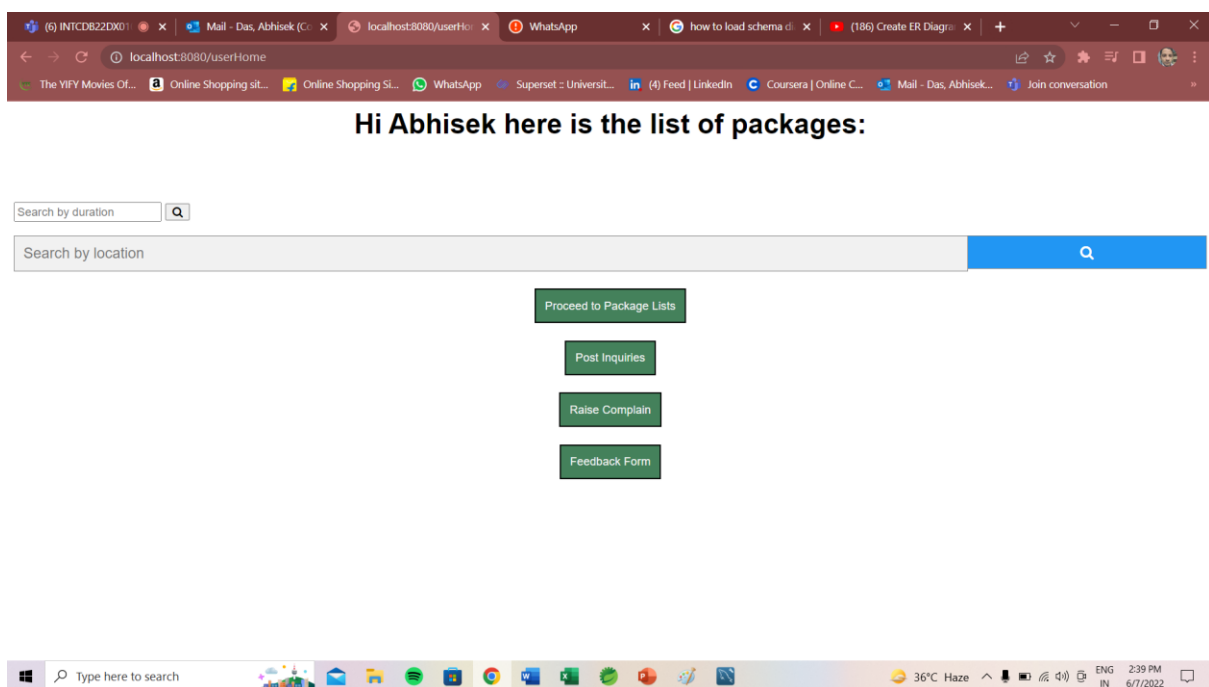 (6) INTCDB22DX01
Mail - Das, Abhisek (Co
localhost:8080/userHor
WhatsApp
how to load schema di
(186) Create ER Diagra
localhost:8080/userHome
The YIFY Movies Of...
Online Shopping sit...
Online Shopping Si...
WhatsApp
Superset :: Universit...
(4) Feed | LinkedIn
Coursera | Online C...
Mail - Das, Abhisek...
Join conversation
Hi Abhisek here is the list of packages:
Search by duration
Search by location
Proceed to Package Lists
Post Inquiries
Raise Complain
Feedback Form
Type here to search
36°C Haze
ENG
IN
2:39 PM
6/7/2022